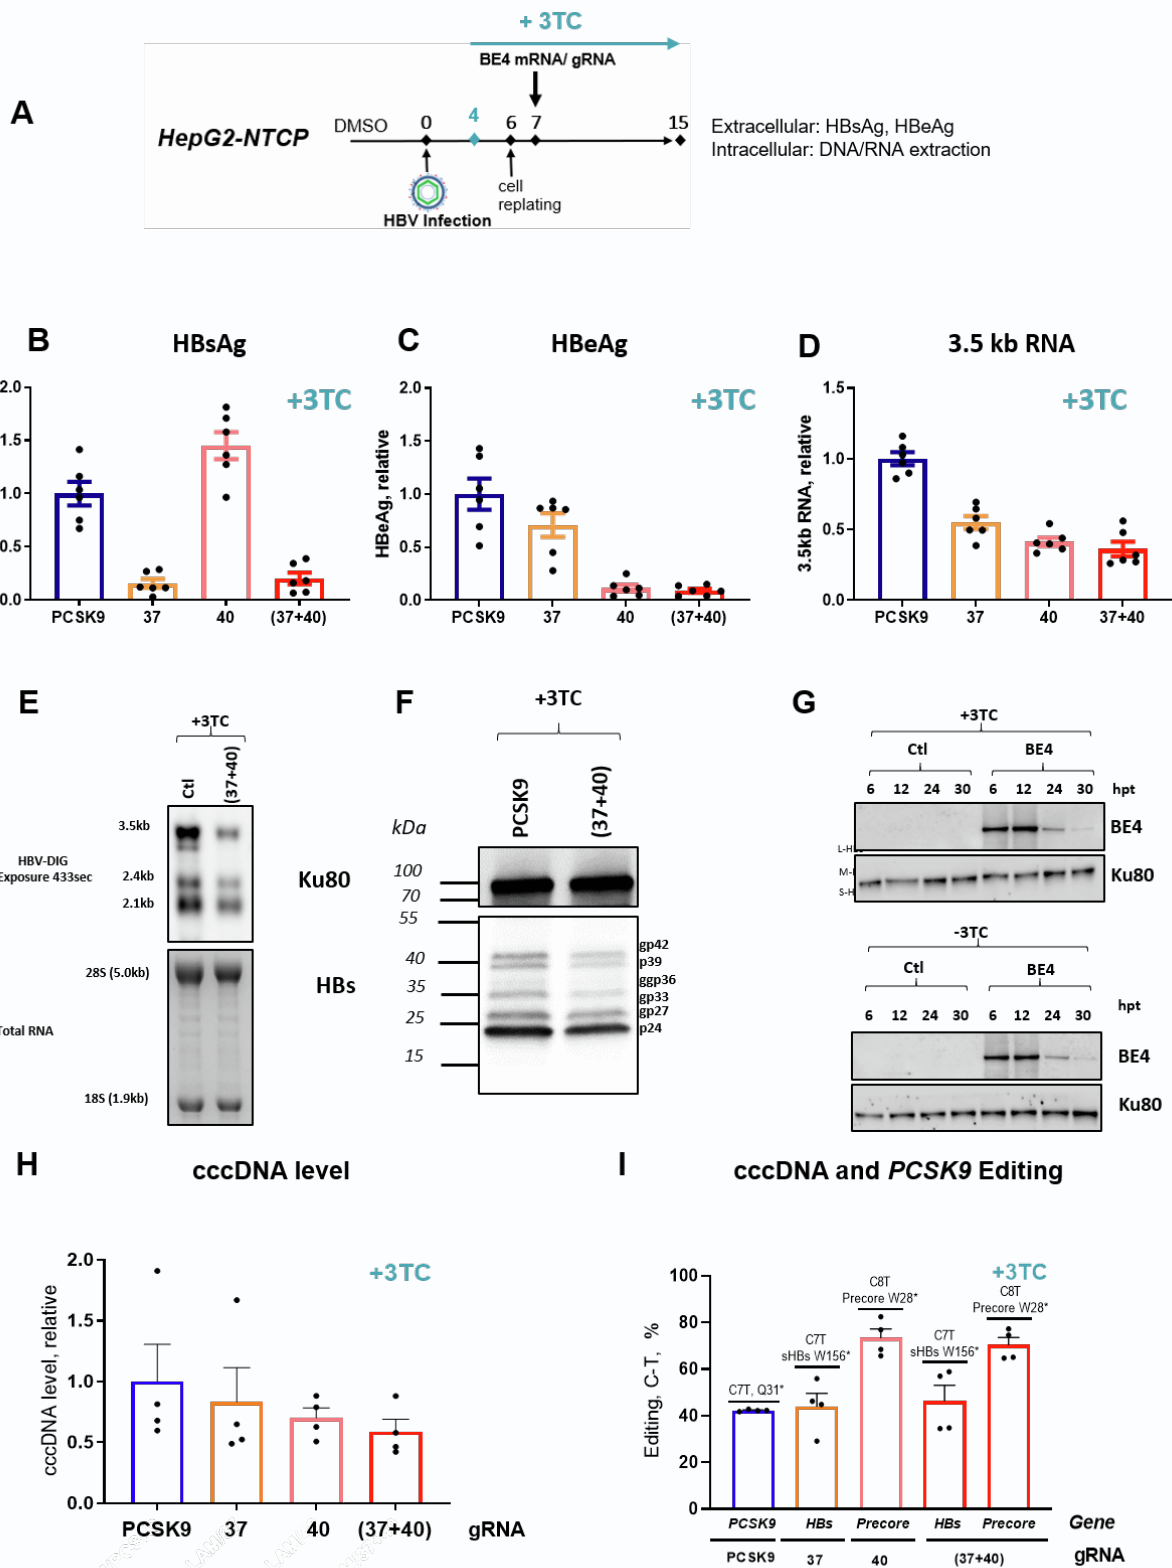 + 3TC
BE4 mRNA/ gRNA
A
HepG2-NTCP
DMSO
0
4
6
7
15
Extracellular: HBsAg, HBeAg
Intracellular: DNA/RNA extraction
cell
replating
HBV Infection
B
HBsAg
+3TC
2.0
1.5
1.0
0.5
0.0
PCSK9
37
40
(37+40)
C
HBeAg
+3TC
HBeAg, relative
2.0
1.5
1.0
0.5
0.0
PCSK9
37
40
(37+40)
D
3.5 kb RNA
+3TC
3.5kb RNA, relative
1.5
1.0
0.5
0.0
PCSK9
37
40
37+40
E
+3TC
Ctl
(37+40)
3.5kb
HBV-DIG
Exposure 433sec
2.4kb
2.1kb
28S (5.0kb)
Total RNA
18S (1.9kb)
F
+3TC
PCSK9
(37+40)
kDa
Ku80
100
70
55
40
35
25
15
HBs
gp42
p39
ggp36
gp33
gp27
p24
G
+3TC
Ctl
BE4
6 12 24 30 6 12 24 30 hpt
BE4
Ku80
-3TC
Ctl
BE4
6 12 24 30 6 12 24 30 hpt
BE4
Ku80
H
cccDNA level
+3TC
cccDNA level, relative
2.0
1.5
1.0
0.5
0.0
PCSK9
37
40
(37+40)
gRNA
I
cccDNA and PCSK9 Editing
+3TC
Editing, C-T, %
100
80
60
40
20
0
C7T, Q31*
C7T
sHBs W156*
C8T
Precore W28*
C7T
sHBs W156*
C8T
Precore W28*
PCSK9 HBs Precore HBs Precore Gene
PCSK9 37 40 (37+40) gRNA